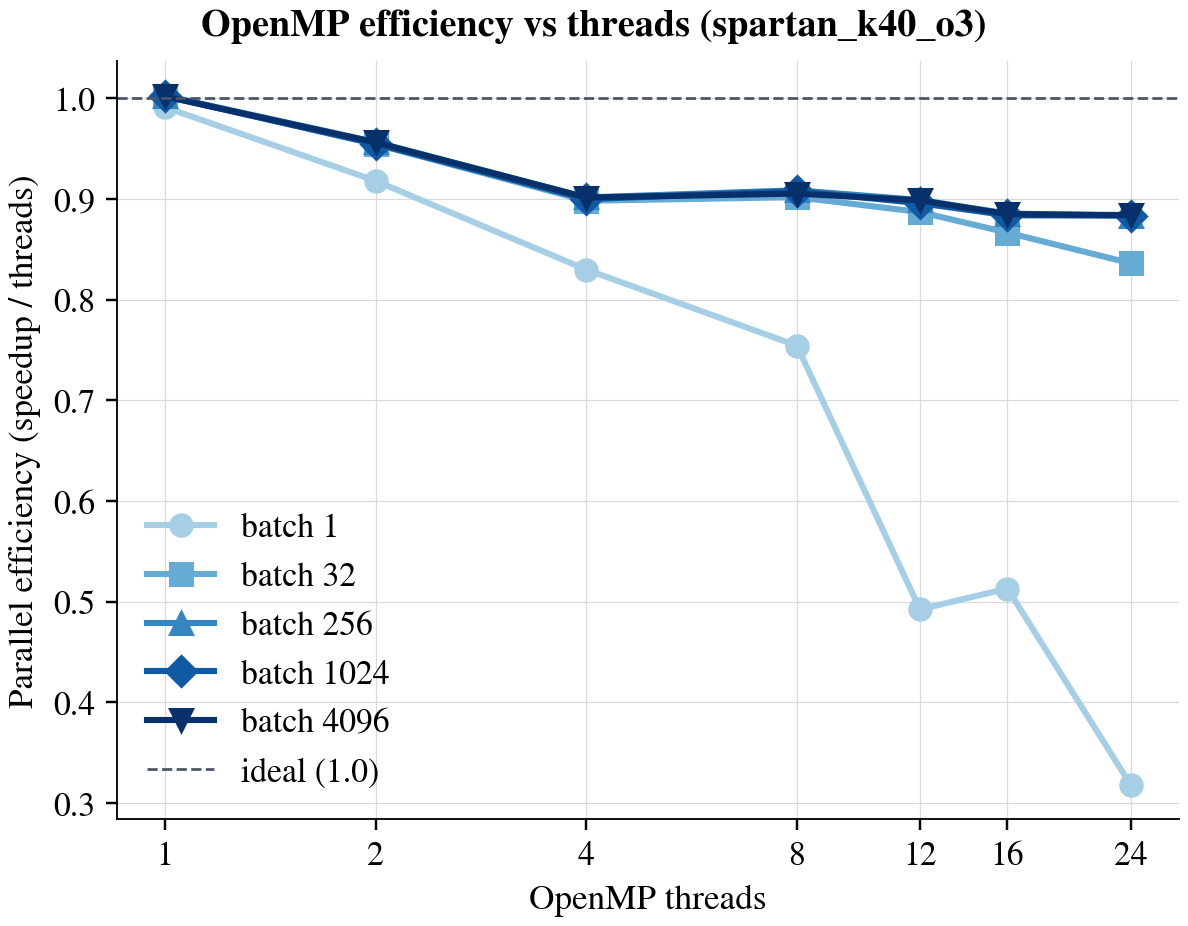 OpenMP efficiency vs threads (spartan_k40_o3)
Parallel efficiency (speedup / threads)
1.0
0.9
0.8
0.7
0.6
0.5
0.4
0.3
batch 1
batch 32
batch 256
batch 1024
batch 4096
ideal (1.0)
1 2 4 8 12 16 24
OpenMP threads